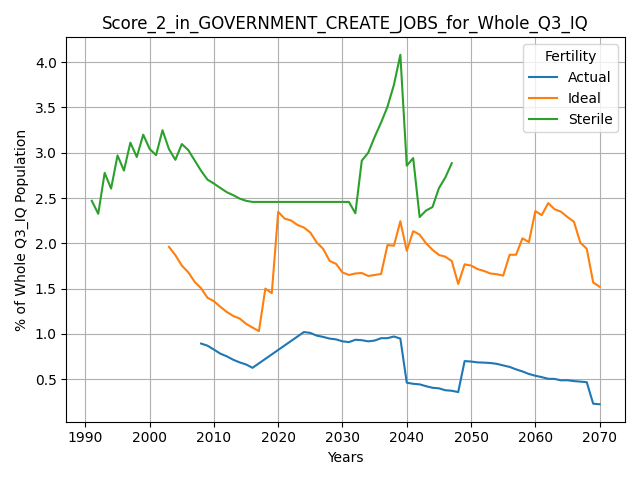 Score_2_in_GOVERNMENT_CREATE_JOBS_for_Whole_Q3_IQ
Fertility
Actual
Ideal
Sterile
% of Whole Q3_IQ Population
4.0
3.5
3.0
2.5
2.0
1.5
1.0
0.5
1990 2000 2010 2020 2030 2040 2050 2060 2070
Years